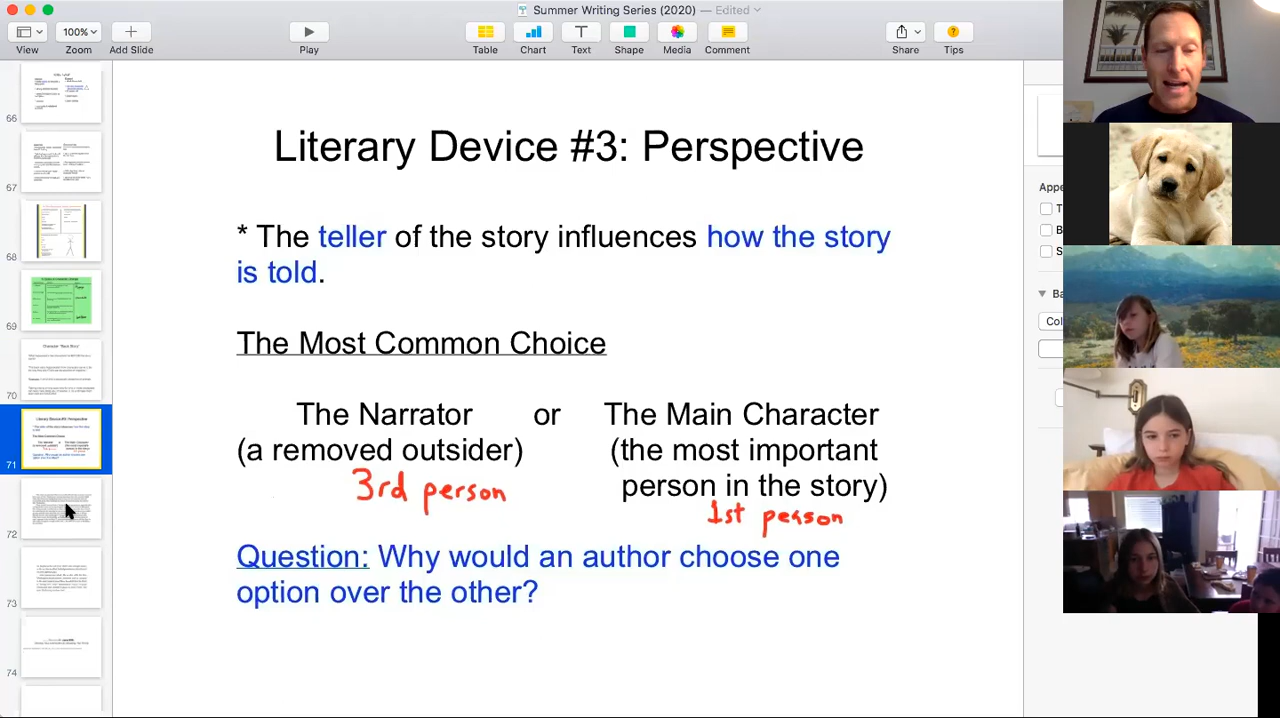 Summer Writing Series (2020) — Edited
100%
View
Zoom
Add Slide
Play
Table
Chart
Text
Shape
Media
Comment
Share
Tips
66
67
68
69
70
71
72
73
74
Literary Device #3: Perspective
* The teller of the story influences how the story
is told.
The Most Common Choice
The Narrator or The Main Character
(a removed outsider) (the most important
person in the story)
3rd person
1st person
Question: Why would an author choose one
option over the other?
Appe
T
B
S
Ba
Col